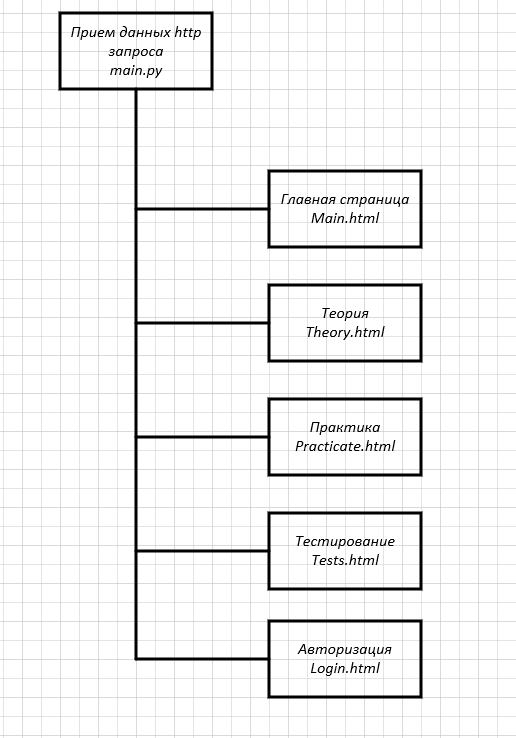 Прием данных http
запроса
main.py
Главная страница
Main.html
Теория
Theory.html
Практика
Practicate.html
Тестирование
Tests.html
Авторизация
Login.html